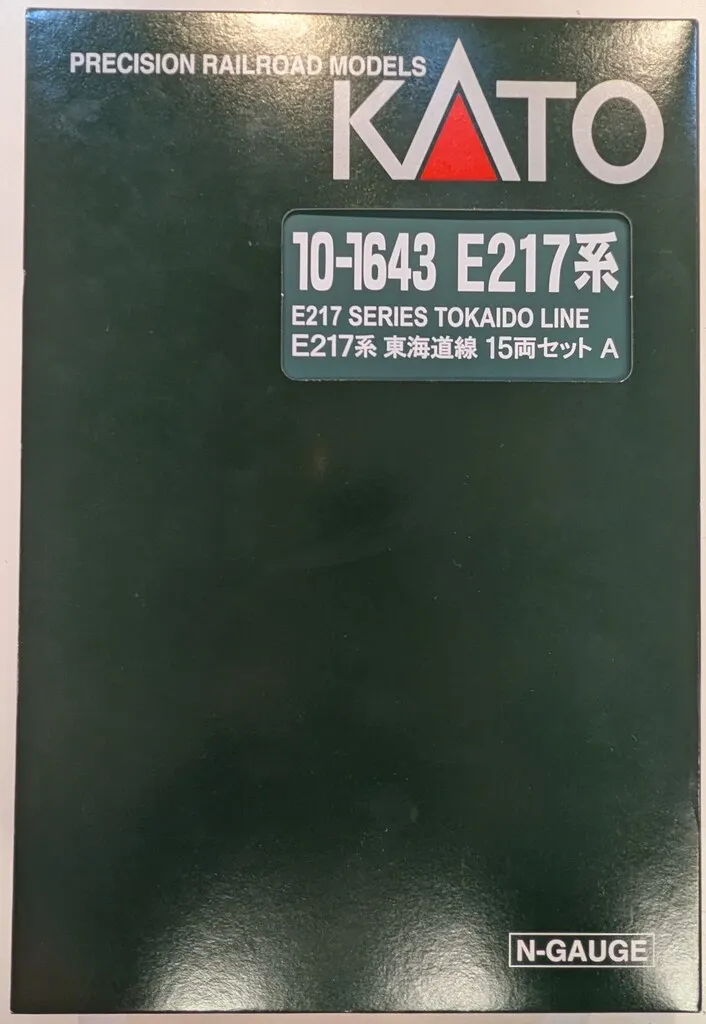 PRECISION RAILROAD MODELS
KATO
10-1643 E217系
E217 SERIES TOKAIDO LINE
E217系 東海道線 15両セット A
N-GAUGE